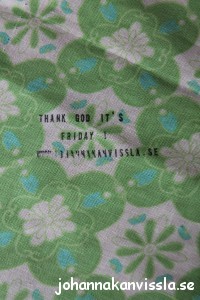 THANK GOD IT'S
FRIDAY !
johannakanvissla.se